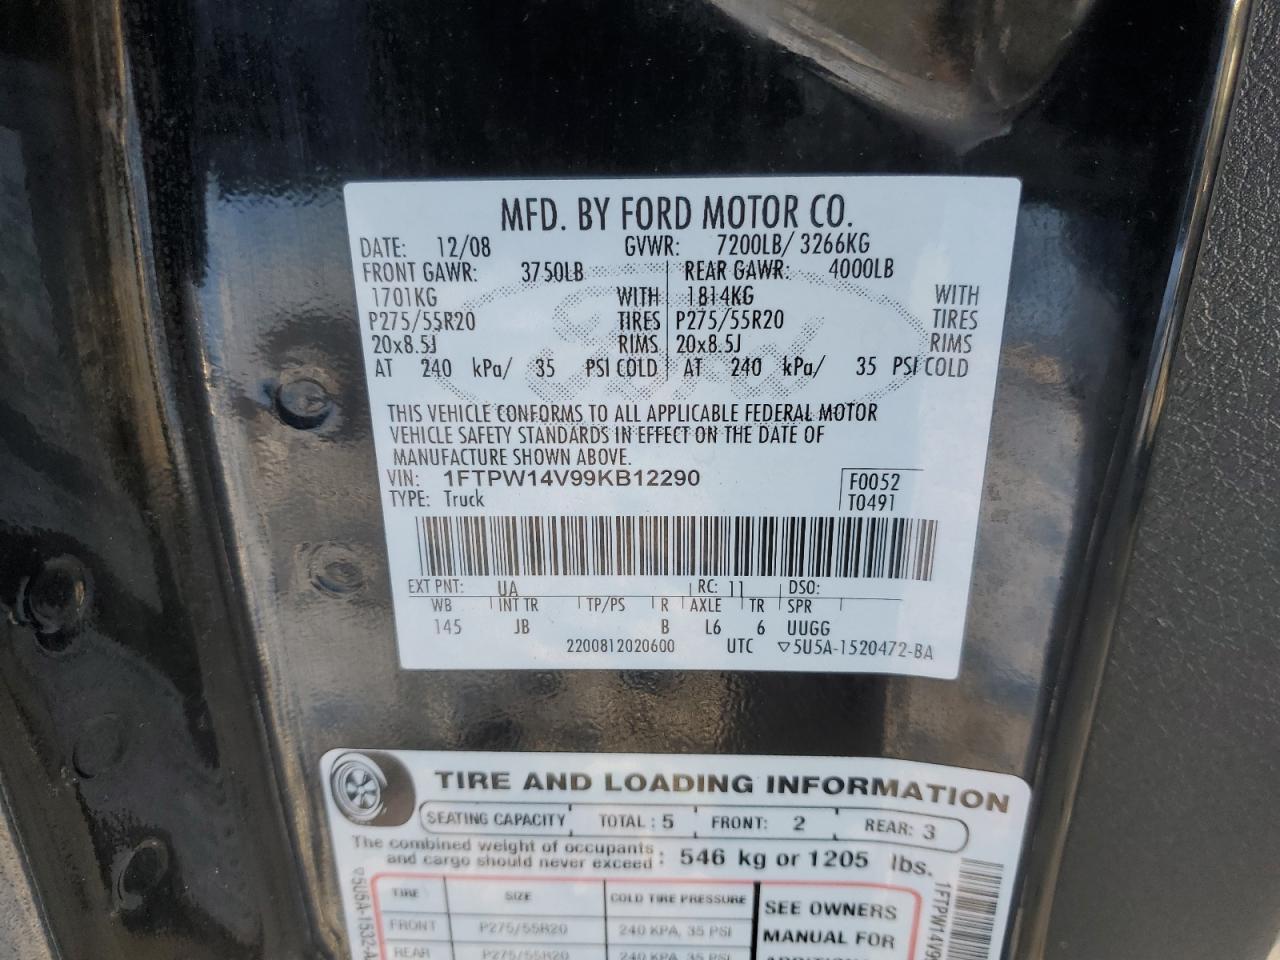 MFD. BY FORD MOTOR CO.
DATE: 12/08 GVWR: 7200LB/ 3266KG
FRONT GAWR: 3750LB REAR GAWR: 4000LB
1701KG WITH 1814KG WITH
P275/55R20 TIRES P275/55R20 TIRES
20x8.5J RIMS 20x8.5J RIMS
AT 240 kPa/ 35 PSI COLD AT 240 kPa/ 35 PSI COLD
THIS VEHICLE CONFORMS TO ALL APPLICABLE FEDERAL MOTOR
VEHICLE SAFETY STANDARDS IN EFFECT ON THE DATE OF
MANUFACTURE SHOWN ABOVE.
VIN: 1FTPW14V99KB12290 F0052
TYPE: Truck T0491
EXT PNT: UA RC: 11 DSO:
WB INT TR TP/PS R AXLE TR SPR
145 JB B L6 6 UUGG
2200812020600 UTC ▽5U5A-1520472-BA
TIRE AND LOADING INFORMATION
SEATING CAPACITY TOTAL : 5 FRONT: 2 REAR: 3
The combined weight of occupants
and cargo should never exceed : 546 kg or 1205 lbs.
TIRE SIZE COLD TIRE PRESSURE
FRONT P275/55R20 240 KPA, 35 PSI
REAR P275/55R20 240 KPA, 35 PSI
SEE OWNERS
MANUAL FOR
▽5U5A-1532-A
1FTPW14V9